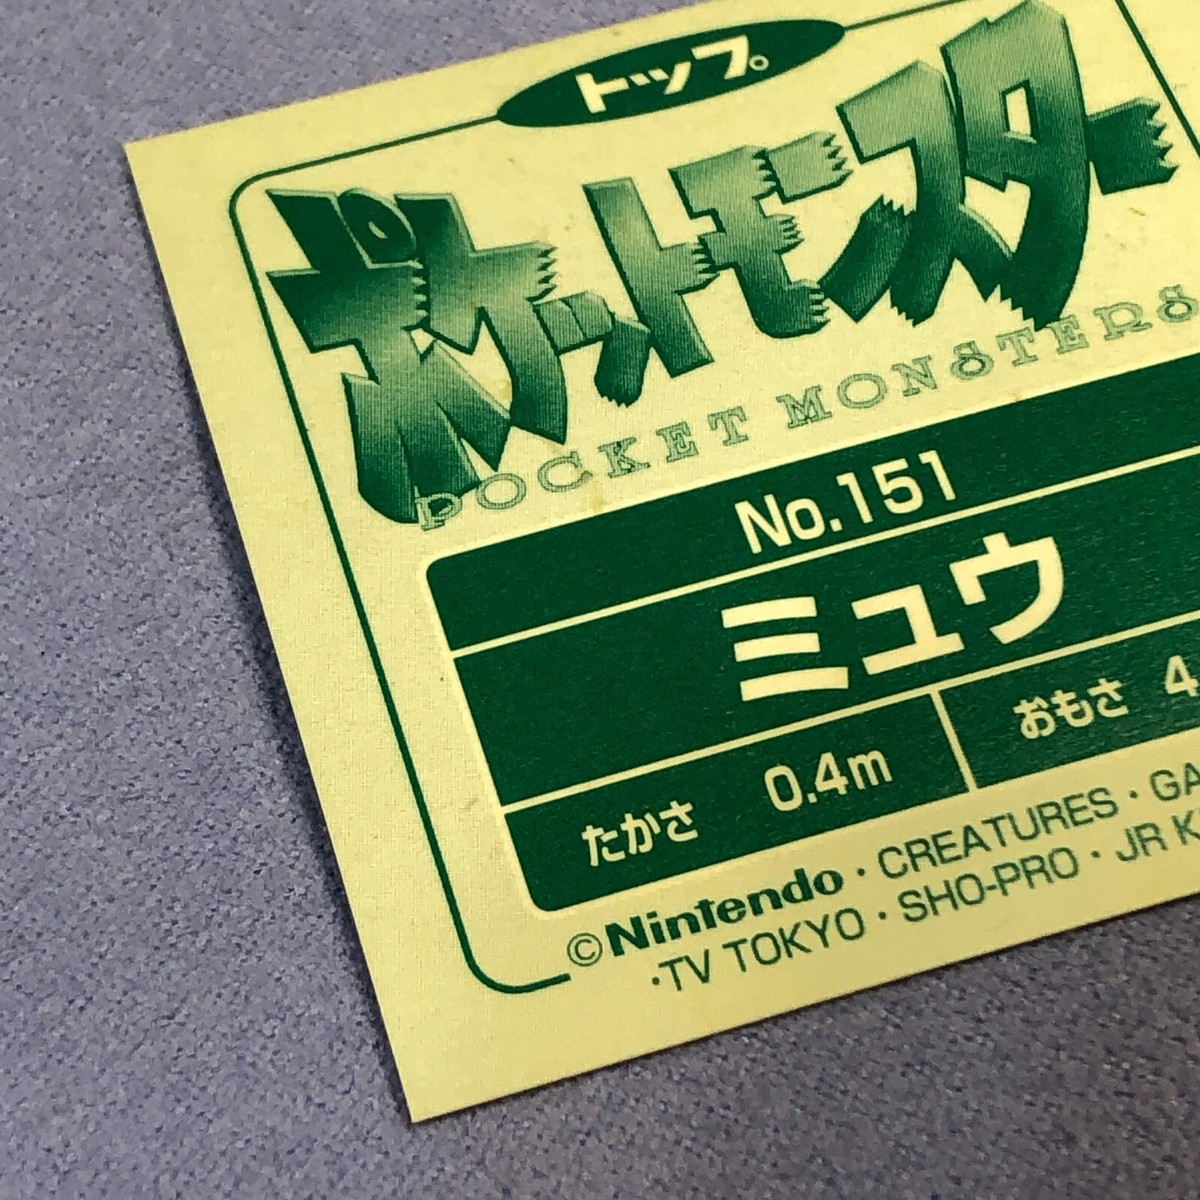 トップ。
ポケットモンスター
POCKET MONSTERS
No.151
ミュウ
たかさ 0.4m おもさ 4
©Nintendo・CREATURES・GA
・TV TOKYO・SHO-PRO・JR K